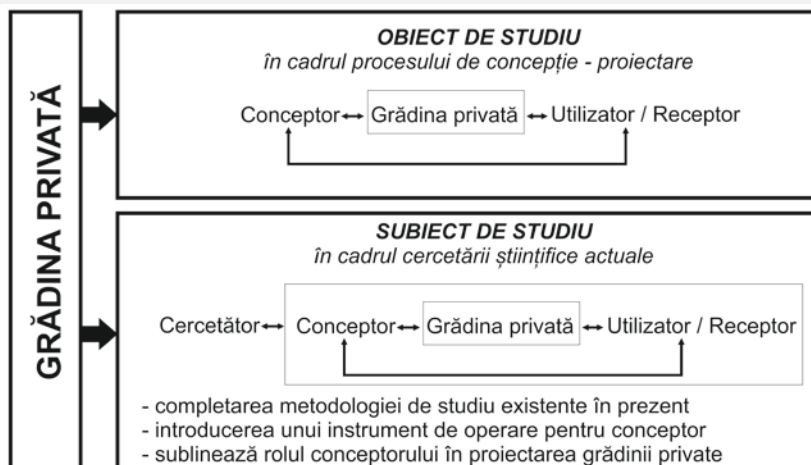 GRĂDINA PRIVATĂ
OBIECT DE STUDIU
în cadrul procesului de concepție - proiectare
Conceptor Grădina privată Utilizator / Receptor
SUBIECT DE STUDIU
în cadrul cercetării științifice actuale
Cercetător Conceptor Grădina privată Utilizator / Receptor
- completarea metodologiei de studiu existente în prezent
- introducerea unui instrument de operare pentru conceptor
- sublinează rolul conceptorului în proiectarea grădinii private